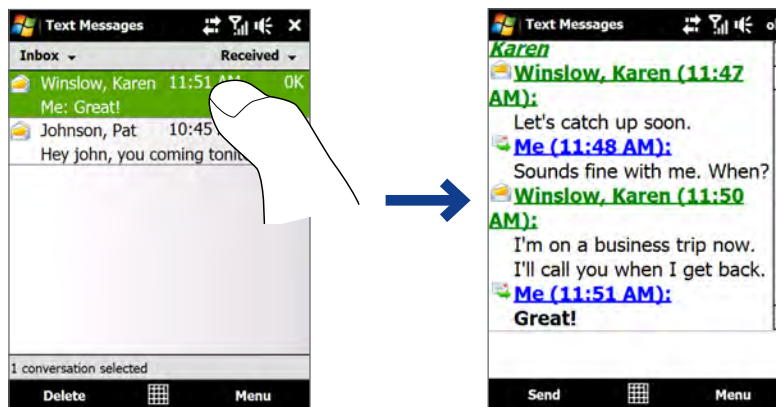 Text Messages
Inbox
Received
Winslow, Karen 11:51 AM 0K
Me: Great!
Johnson, Pat 10:45
Hey john, you coming
1 conversation selected
Delete
Menu
Text Messages
Karen
Winslow, Karen (11:47
AM):
Let's catch up soon.
Me (11:48 AM):
Sounds fine with me. When?
Winslow, Karen (11:50
AM):
I'm on a business trip now.
I'll call you when I get back.
Me (11:51 AM):
Great!
Send
Menu